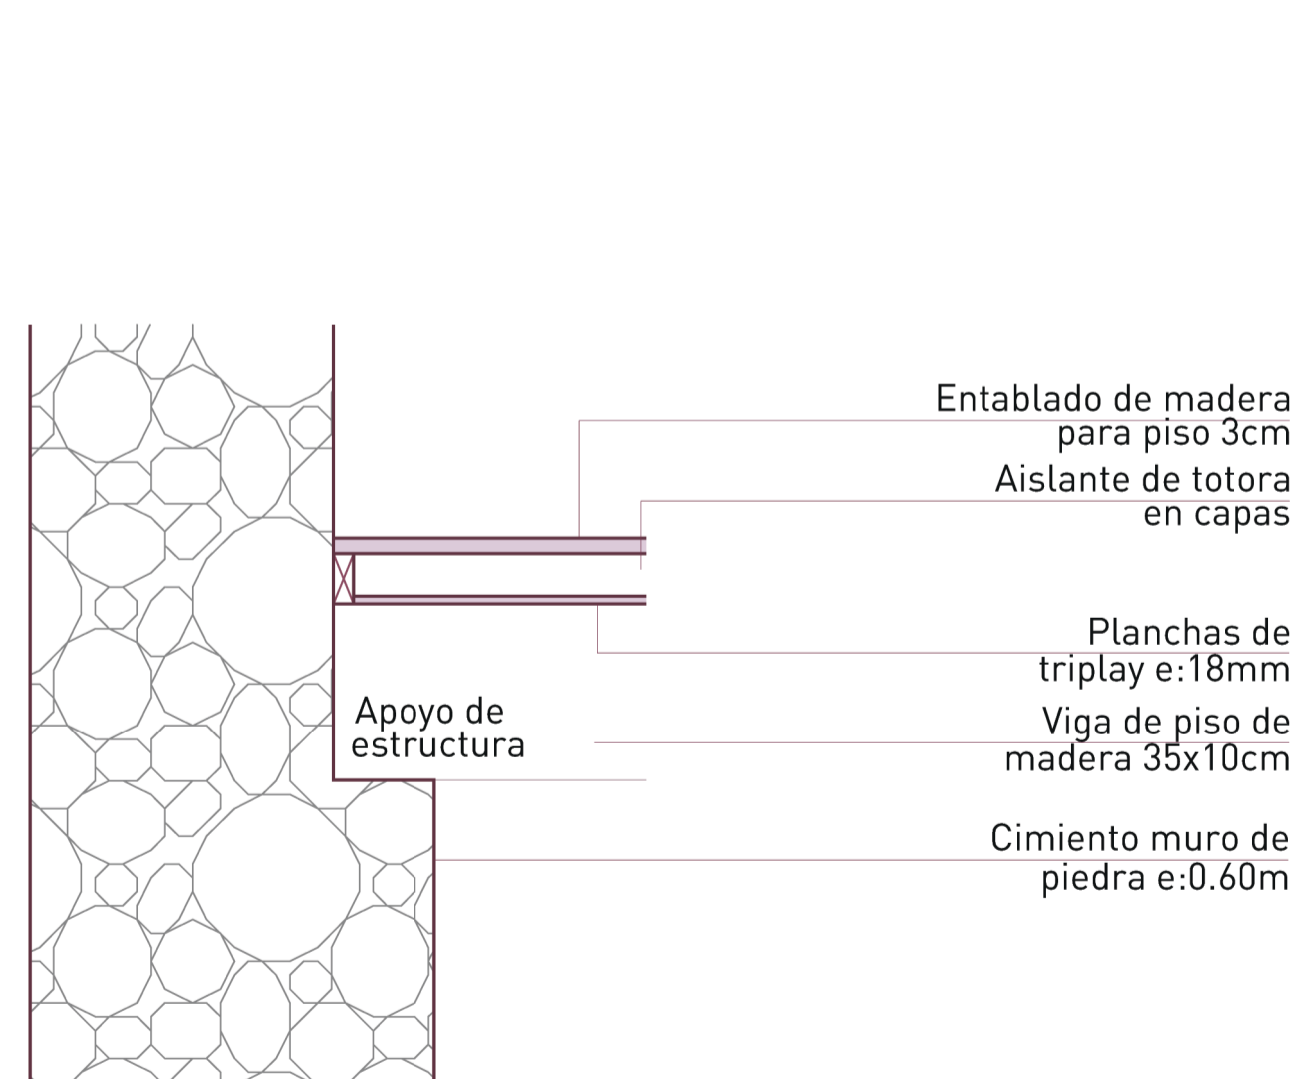 Entablado de madera
para piso 3cm
Aislante de totora
en capas
Planchas de
triplay e:18mm
Apoyo de
estructura
Viga de piso de
madera 35x10cm
Cimiento muro de
piedra e:0.60m